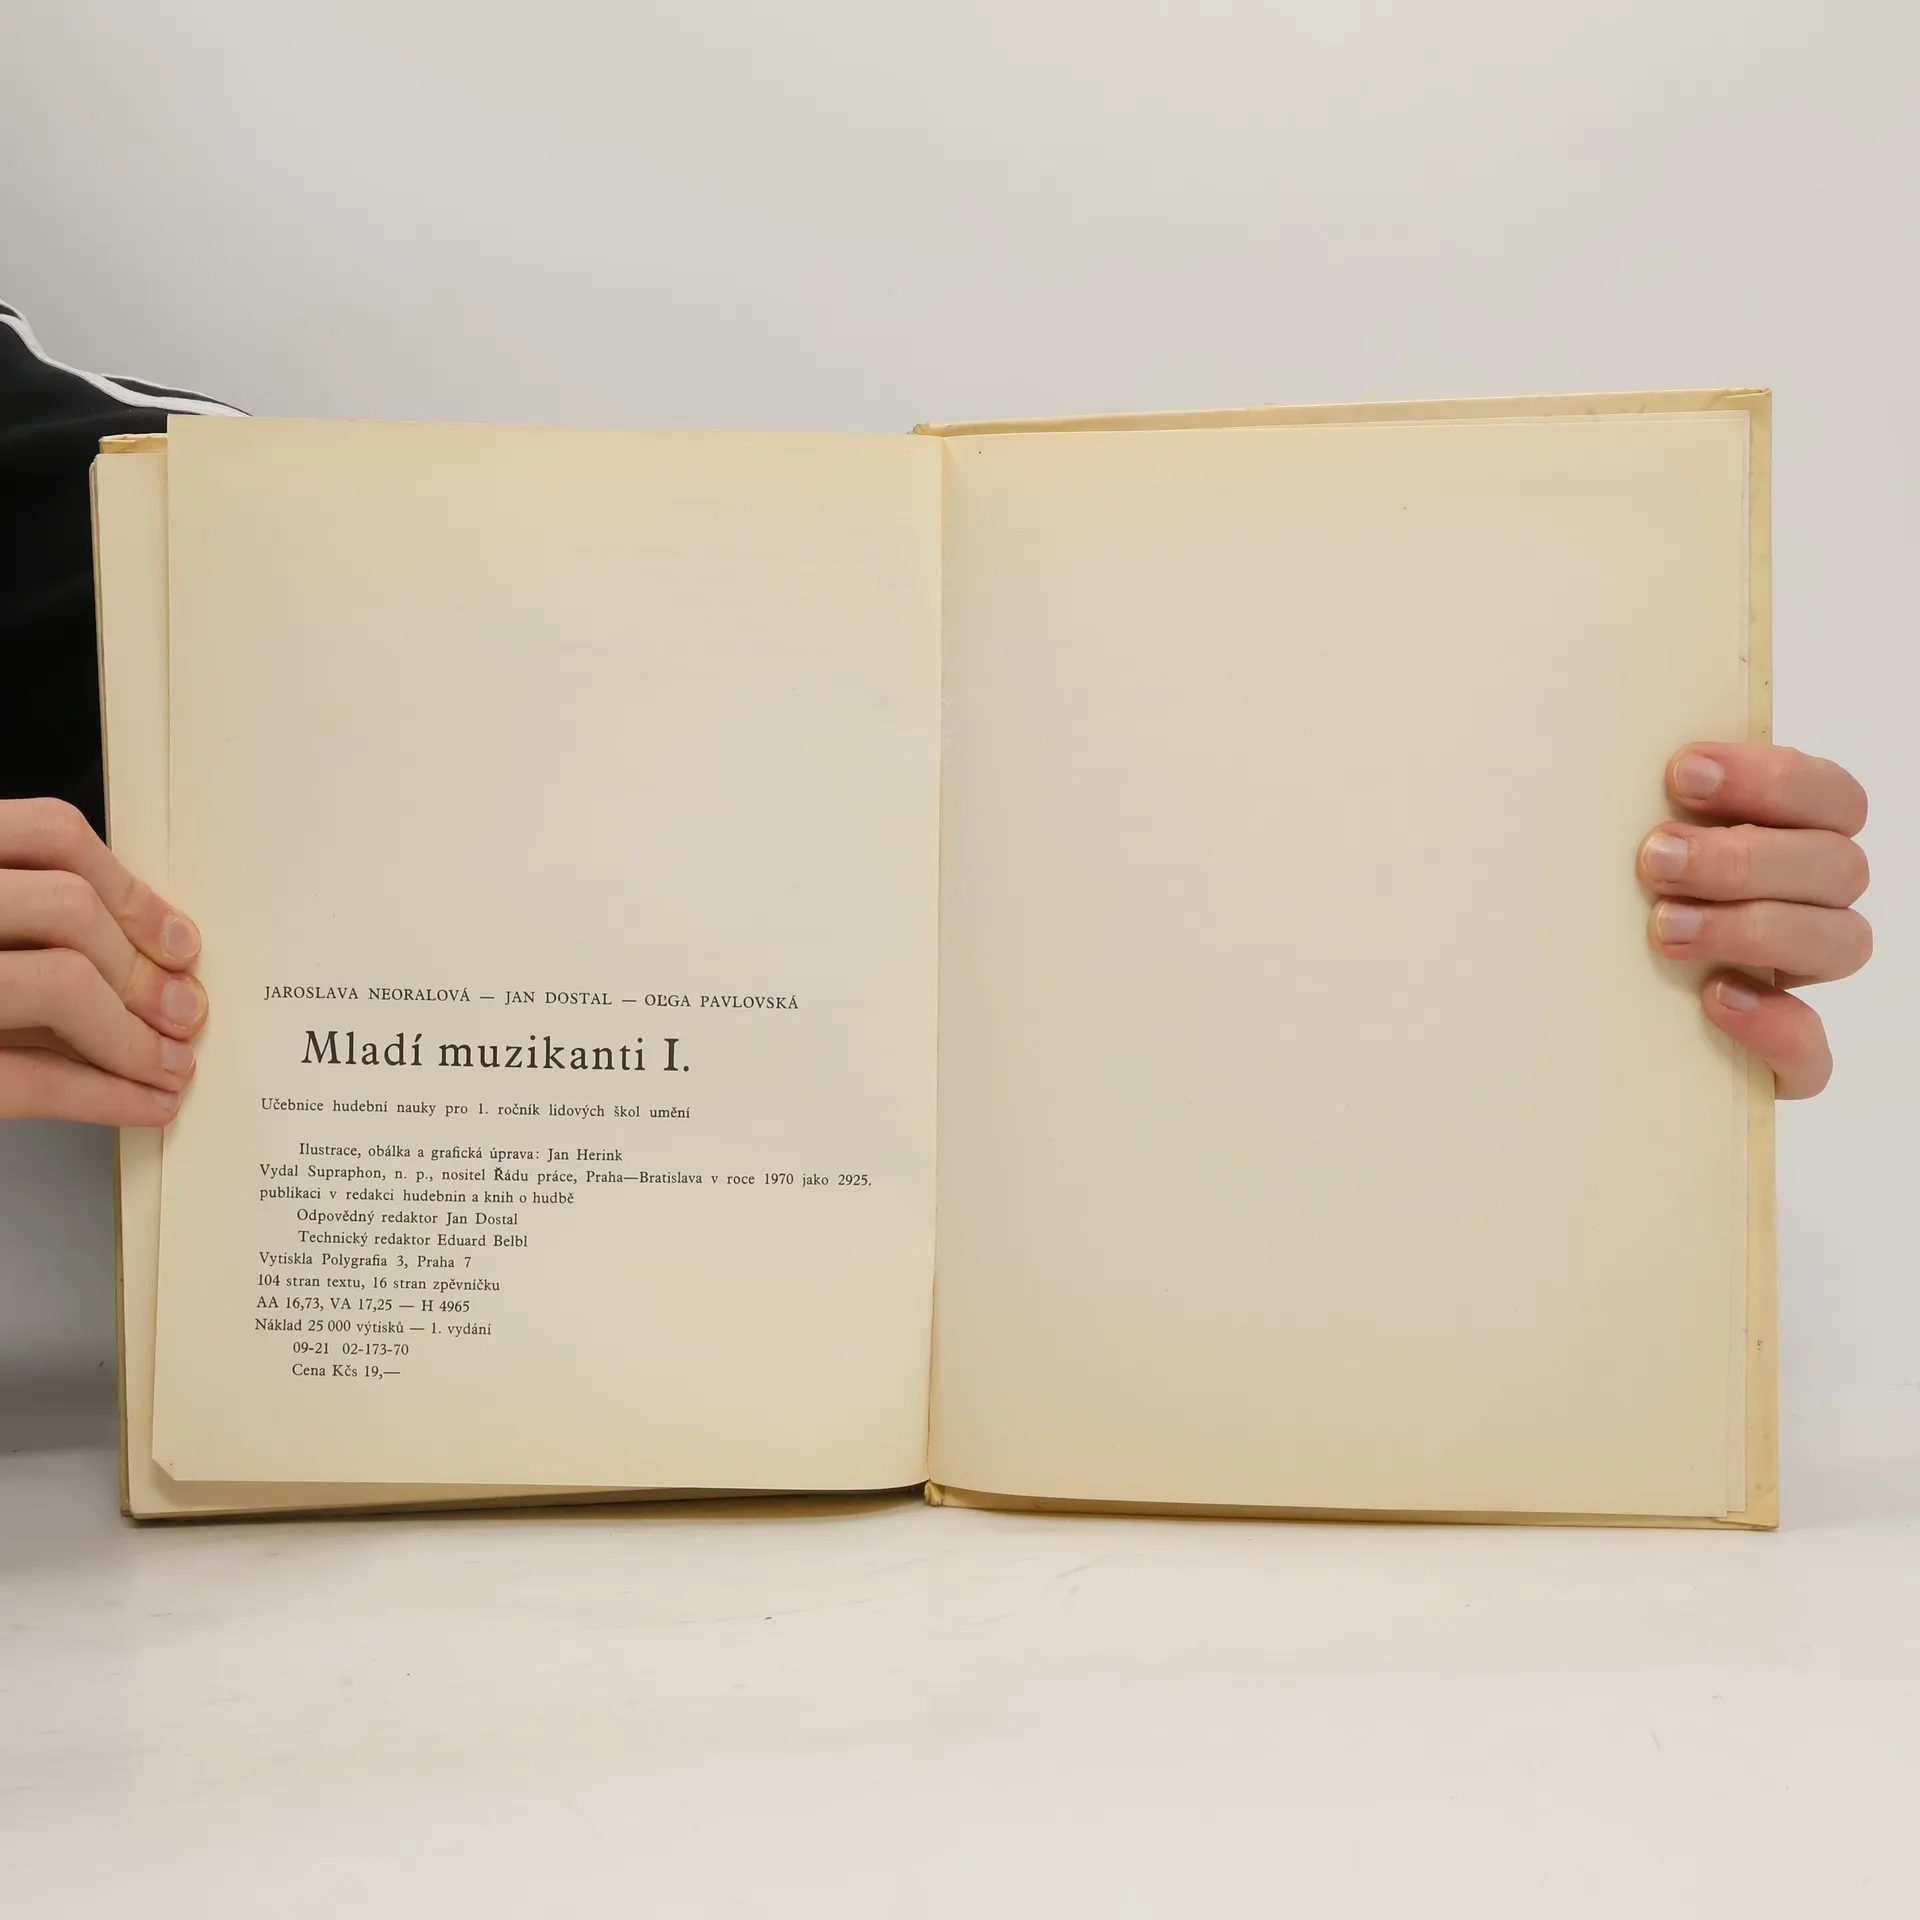 JAROSLAVA NEORALOVÁ — JAN DOSTAL — OĽGA PAVLOVSKÁ
Mladí muzikanti I.
Učebnice hudební nauky pro 1. ročník lidových škol umění
Ilustrace, obálka a grafická úprava: Jan Herink
Vydal Supraphon, n. p., nositel Řádu práce, Praha—Bratislava v roce 1970 jako 2925.
publikaci v redakci hudebnin a knih o hudbě
Odpovědný redaktor Jan Dostal
Technický redaktor Eduard Belbl
Vytiskla Polygrafia 3, Praha 7
104 stran textu, 16 stran zpěvníčku
AA 16,73, VA 17,25 — H 4965
Náklad 25 000 výtisků — 1. vydání
09-21 02-173-70
Cena Kčs 19,—